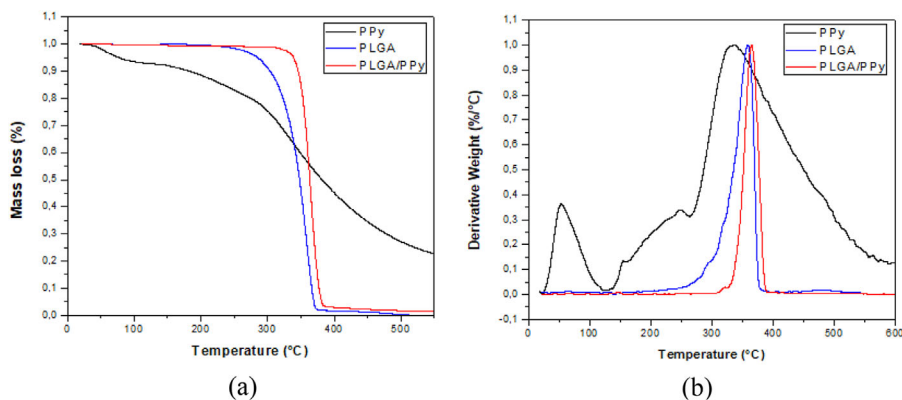 1,1
1,0
0,9
0,8
0,7
0,6
0,5
0,4
0,3
0,2
0,1
0,0
Mass loss (%)
PPy
PLGA
PLGA/PPy
0 100 200 300 400 500
Temperature (°C)
(a)
1,1
1,0
0,9
0,8
0,7
0,6
0,5
0,4
0,3
0,2
0,1
0,0
-0,1
Derivative Weight (%/°C)
PPy
PLGA
PLGA/PPy
0 100 200 300 400 500 600
Temperature (°C)
(b)